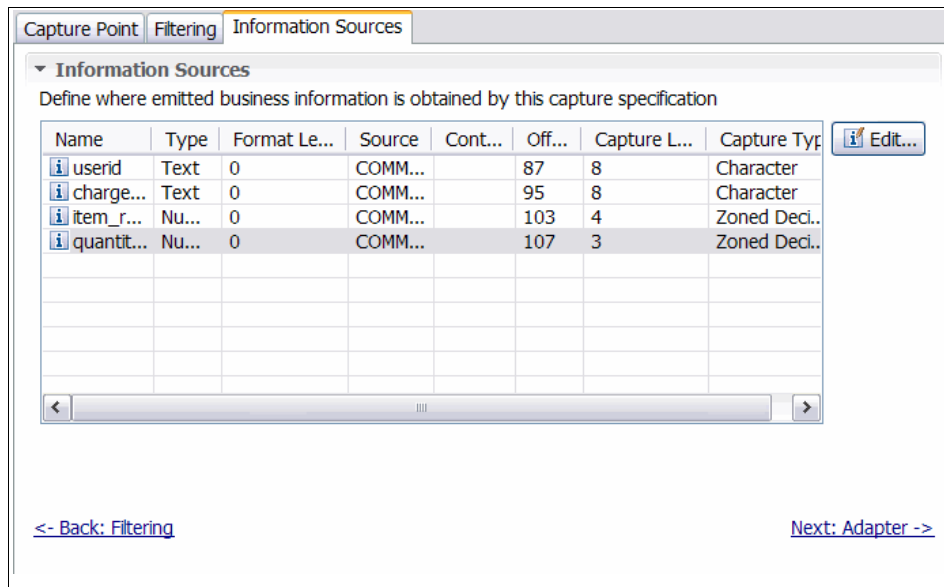 Capture Point Filtering Information Sources
Information Sources
Define where emitted business information is obtained by this capture specification
Name Type Format Le... Source Cont... Off... Capture L... Capture Typ Edit...
userid Text 0 COMM... 87 8 Character
charge... Text 0 COMM... 95 8 Character
item_r... Nu... 0 COMM... 103 4 Zoned Deci..
quantit... Nu... 0 COMM... 107 3 Zoned Deci..
<- Back: Filtering Next: Adapter ->